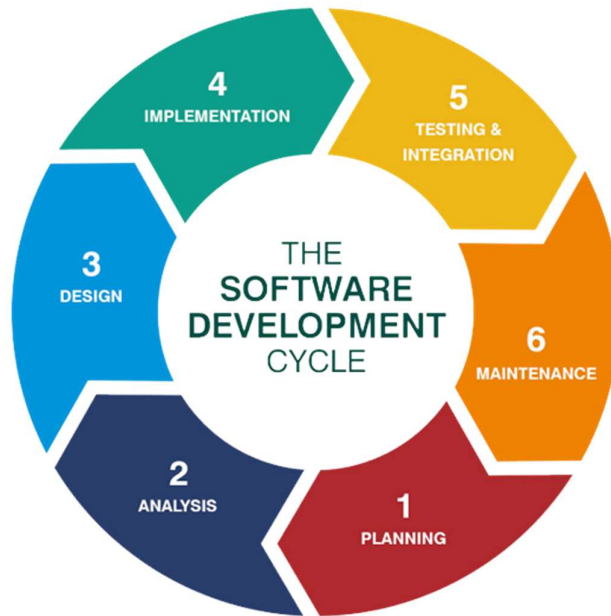 THE
SOFTWARE
DEVELOPMENT
CYCLE
1
PLANNING
2
ANALYSIS
3
DESIGN
4
IMPLEMENTATION
5
TESTING &
INTEGRATION
6
MAINTENANCE